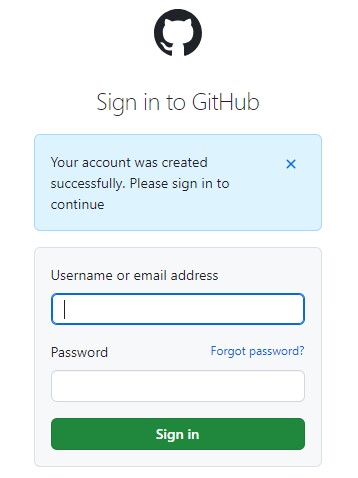 Sign in to GitHub
Your account was created
successfully. Please sign in to
continue
Username or email address
Password
Forgot password?
Sign in